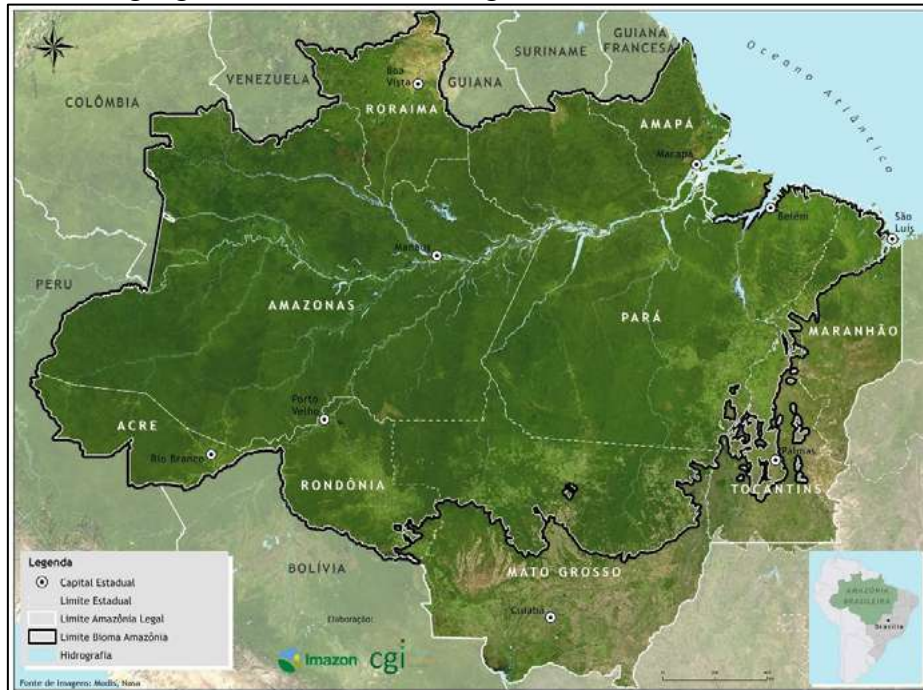 Oceano Atlântico
GUIANA
FRANCESA
SURINAME
VENEZUELA
GUIANA
COLÔMBIA
Boa
Vista
RORAIMA
AMAPÁ
Macapá
Belém
São
Luís
Manaus
PERU
AMAZONAS
PARÁ
MARANHÃO
Porto
Velho
ACRE
Rio Branco
Palmas
RONDÔNIA
TOCANTINS
BOLÍVIA
MATO GROSSO
Cuiabá
Legenda
Capital Estadual
Limite Estadual
Limite Amazônia Legal
Limite Bioma Amazônia
Hidrografia
Elaboração:
Imazon
cgi
AMAZÔNIA
BRASILEIRA
Brasília
Fonte de Imagens: Modis, Nasa